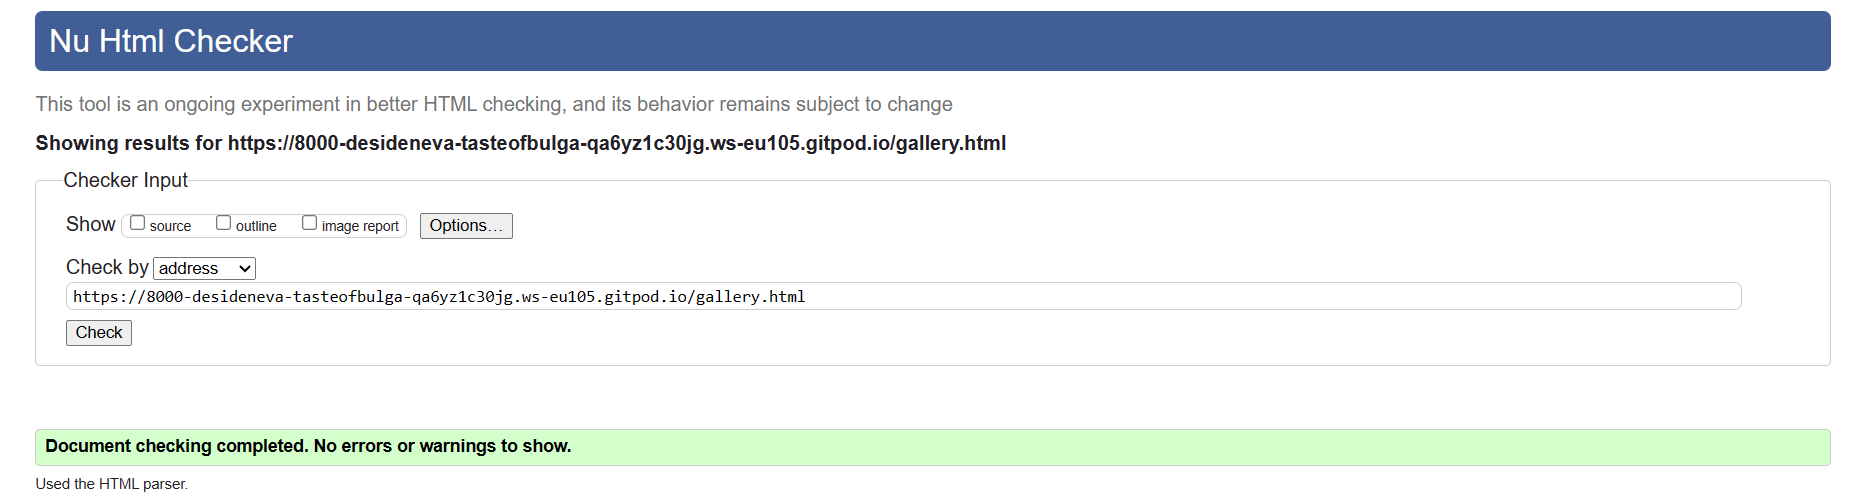 Nu Html Checker
This tool is an ongoing experiment in better HTML checking, and its behavior remains subject to change
Showing results for https://8000-desideneva-tasteofbulga-qa6yz1c30jg.ws-eu105.gitpod.io/gallery.html
Checker Input
Show source outline image report Options…
Check by address
https://8000-desideneva-tasteofbulga-qa6yz1c30jg.ws-eu105.gitpod.io/gallery.html
Check
Document checking completed. No errors or warnings to show.
Used the HTML parser.